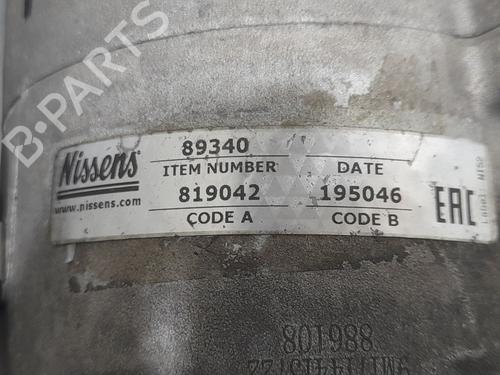 B-PARTS
Nissens
www.nissens.com
89340
ITEM NUMBER DATE
819042 195046
CODE A CODE B
EAC
801988